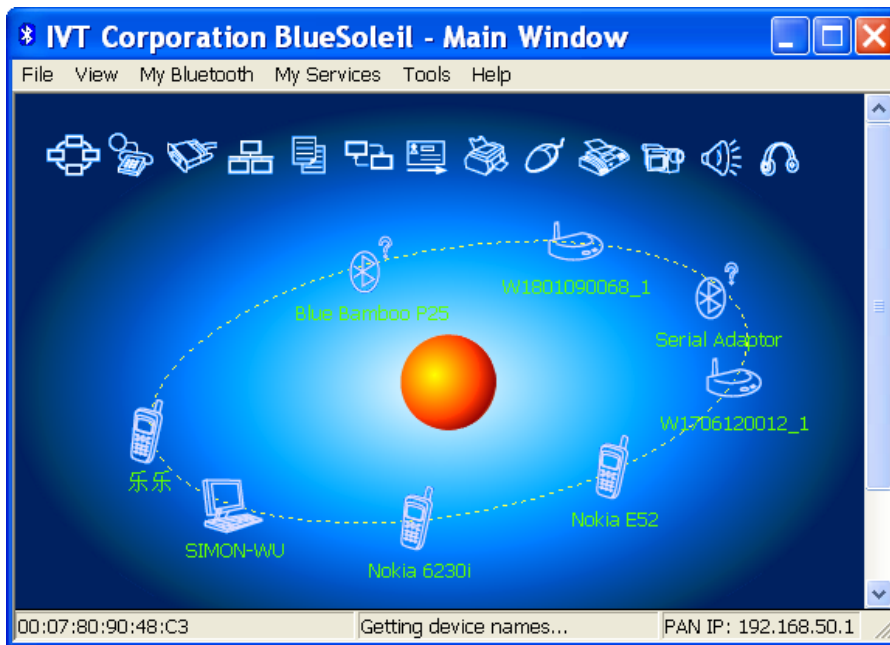 IVT Corporation BlueSoleil - Main Window
File View My Bluetooth My Services Tools Help
Blue Bamboo P25
W1801090068_1
Serial Adaptor
W1706120012_1
乐乐
SIMON-WU
Nokia 6230i
Nokia E52
00:07:80:90:48:C3 Getting device names... PAN IP: 192.168.50.1